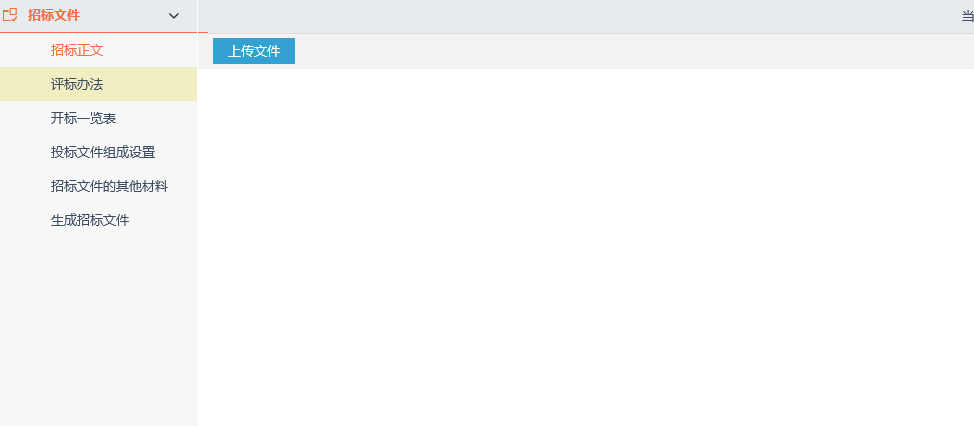 招标文件
当
招标正文
上传文件
评标办法
开标一览表
投标文件组成设置
招标文件的其他材料
生成招标文件